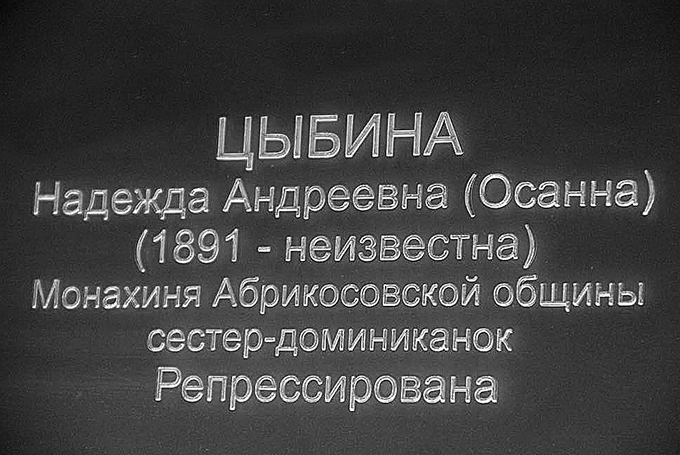 ЦЫБИНА
Надежда Андреевна (Осанна)
(1891 - неизвестна)
Монахиня Абрикосовской общины
сестер-доминиканок
Репрессирована